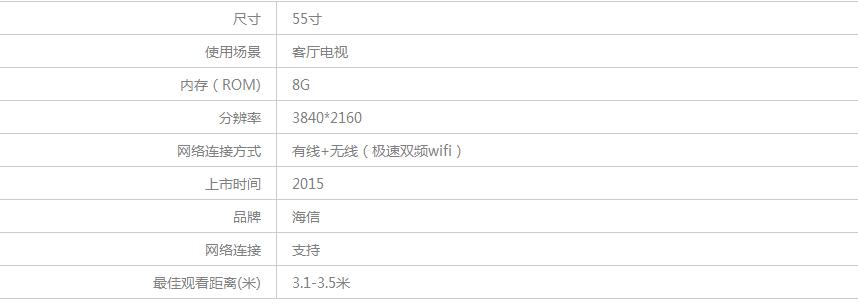 尺寸 55寸
使用场景 客厅电视
内存（ROM) 8G
分辨率 3840*2160
网络连接方式 有线+无线（极速双频wifi）
上市时间 2015
品牌 海信
网络连接 支持
最佳观看距离(米) 3.1-3.5米